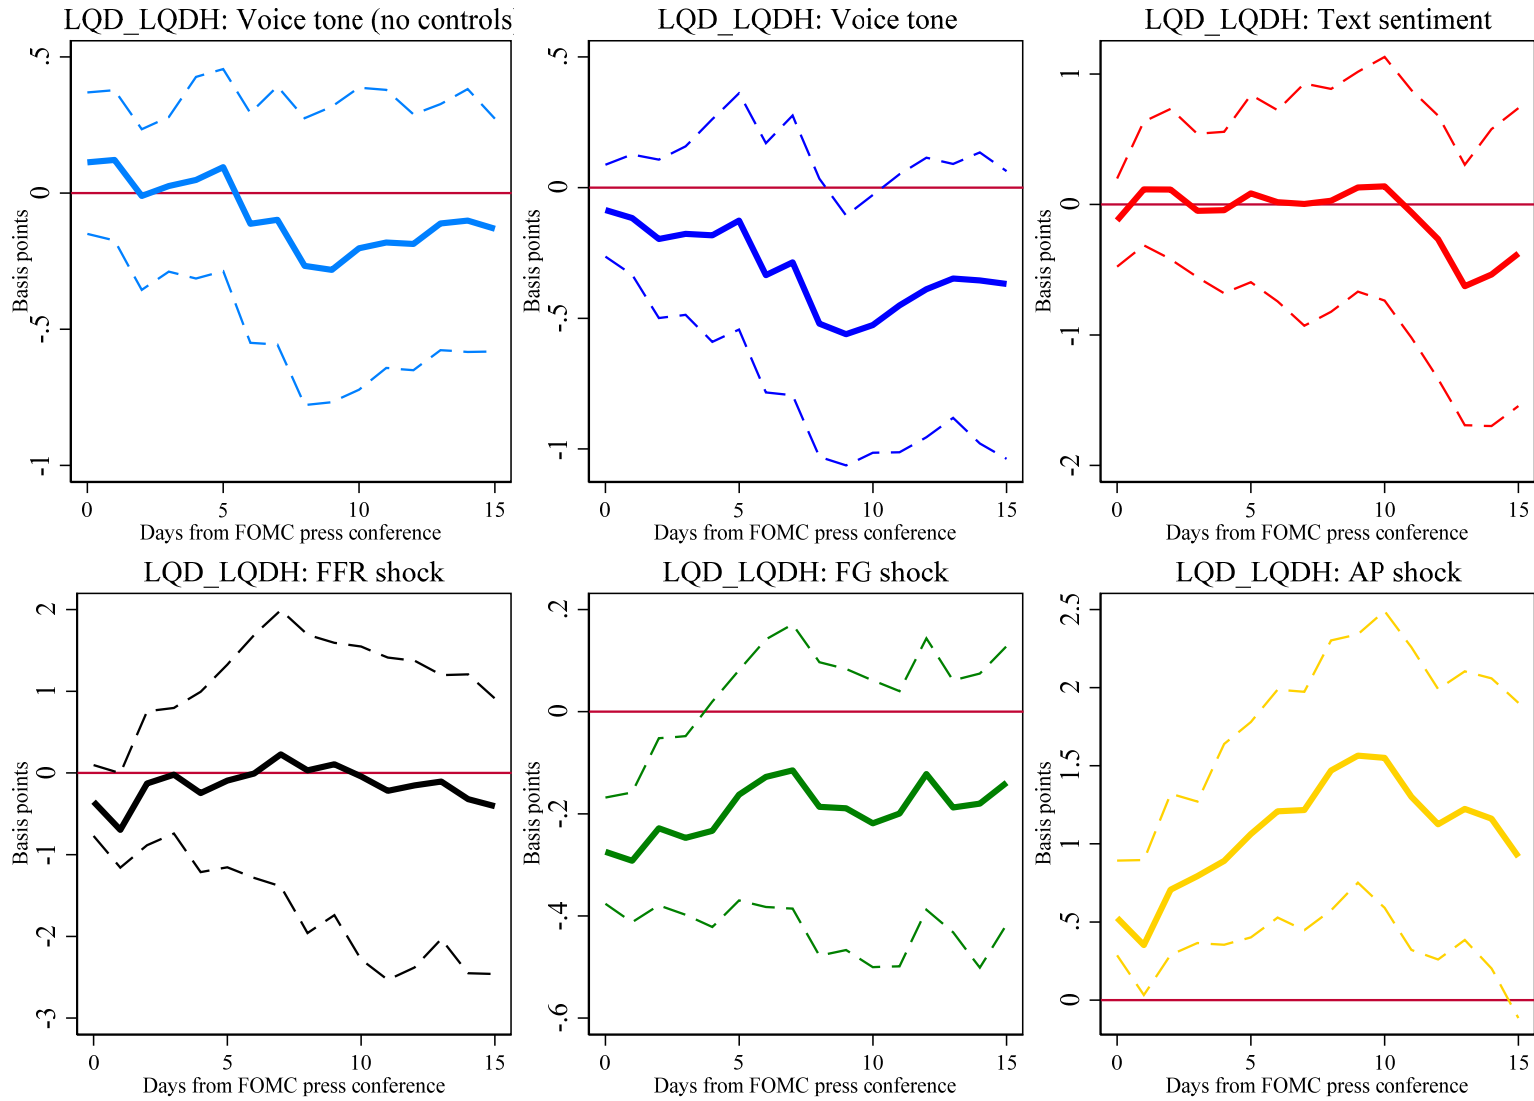 LQD_LQDH: Voice tone (no controls)
.5
0
-.5
-1
Basis points
0 5 10 15
Days from FOMC press conference
LQD_LQDH: Voice tone
.5
0
-.5
-1
Basis points
0 5 10 15
Days from FOMC press conference
LQD_LQDH: Text sentiment
1
0
-1
-2
Basis points
0 5 10 15
Days from FOMC press conference
LQD_LQDH: FFR shock
2
1
0
-1
-2
-3
Basis points
0 5 10 15
Days from FOMC press conference
LQD_LQDH: FG shock
.2
0
-.2
-.4
-.6
Basis points
0 5 10 15
Days from FOMC press conference
LQD_LQDH: AP shock
2.5
2
1.5
1
.5
0
Basis points
0 5 10 15
Days from FOMC press conference